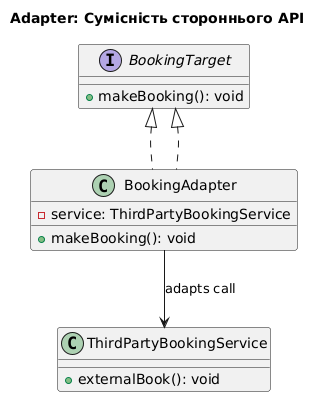 Adapter: Сумісність стороннього API
I BookingTarget
makeBooking(): void
C BookingAdapter
service: ThirdPartyBookingService
makeBooking(): void
adapts call
C ThirdPartyBookingService
externalBook(): void